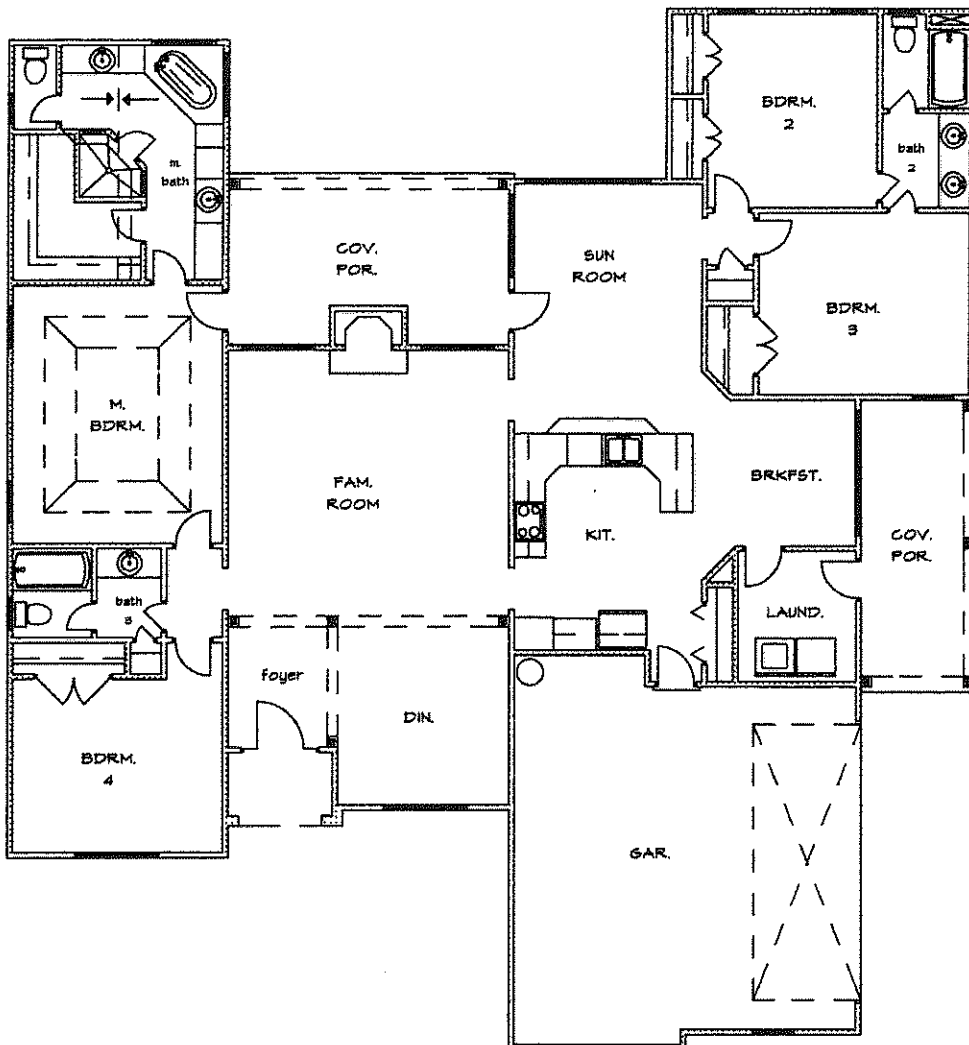 BDRM.
2
bath
2
m.
bath
COV.
POR.
SUN
ROOM
BDRM.
3
M.
BDRM.
FAM.
ROOM
BRKFST.
KIT.
COV.
POR.
bath
3
LAUND.
foyer
DIN.
BDRM.
4
GAR.